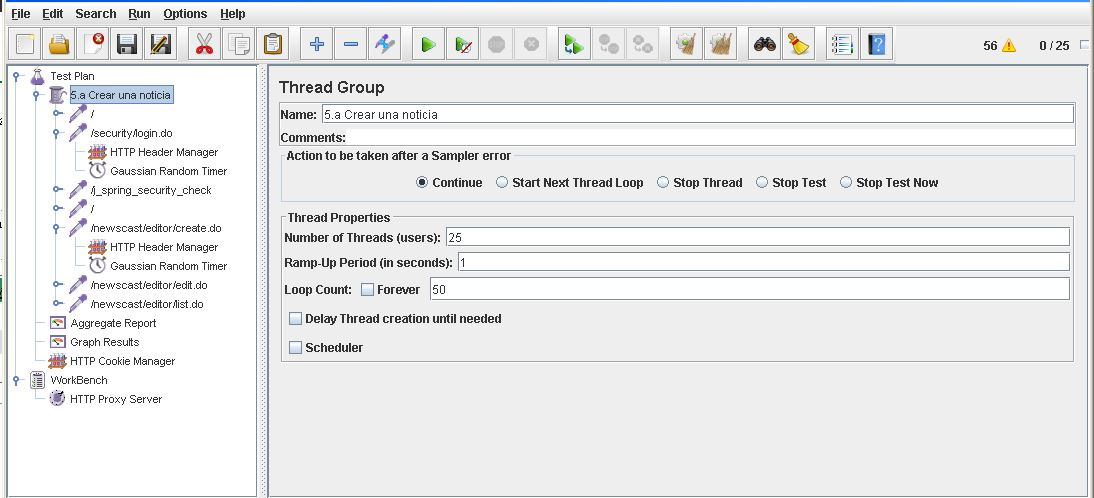 File Edit Search Run Options Help
56 0 / 25
Test Plan
5.a Crear una noticia
/
/security/login.do
HTTP Header Manager
Gaussian Random Timer
/j_spring_security_check
/
/newscast/editor/create.do
HTTP Header Manager
Gaussian Random Timer
/newscast/editor/edit.do
/newscast/editor/list.do
Aggregate Report
Graph Results
HTTP Cookie Manager
WorkBench
HTTP Proxy Server
Thread Group
Name: 5.a Crear una noticia
Comments:
Action to be taken after a Sampler error
Continue Start Next Thread Loop Stop Thread Stop Test Stop Test Now
Thread Properties
Number of Threads (users): 25
Ramp-Up Period (in seconds): 1
Loop Count: Forever 50
Delay Thread creation until needed
Scheduler